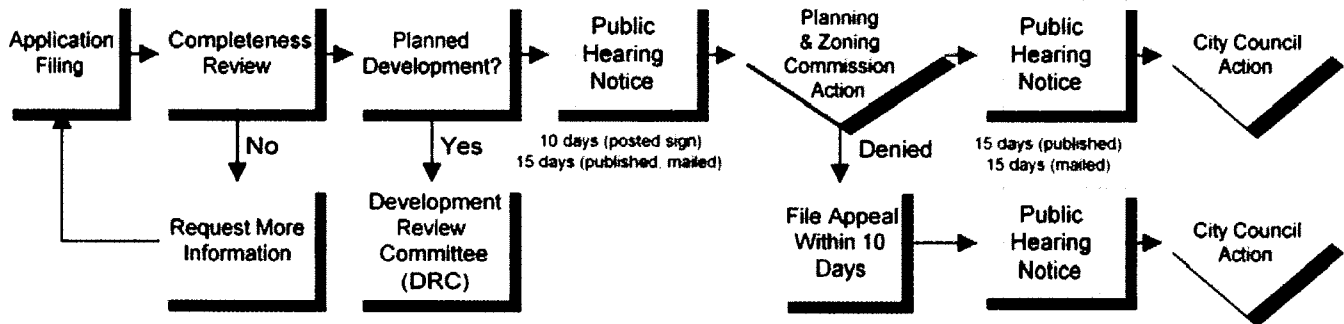 Application
Filing
Completeness
Review
Planned
Development?
Public
Hearing
Notice
Planning
& Zoning
Commission
Action
Public
Hearing
Notice
City Council
Action
No
Yes
10 days (posted sign)
15 days (published, mailed)
Denied
15 days (published)
15 days (mailed)
Request More
Information
Development
Review
Committee
(DRC)
File Appeal
Within 10
Days
Public
Hearing
Notice
City Council
Action